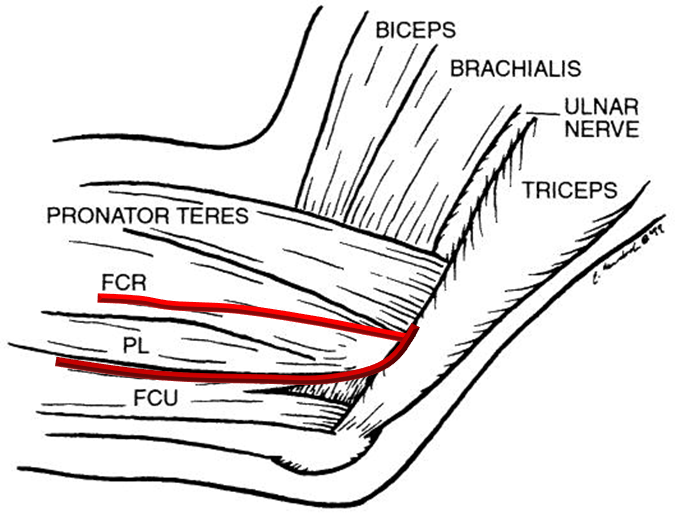 BICEPS
BRACHIALIS
ULNAR
NERVE
TRICEPS
PRONATOR TERES
FCR
PL
FCU